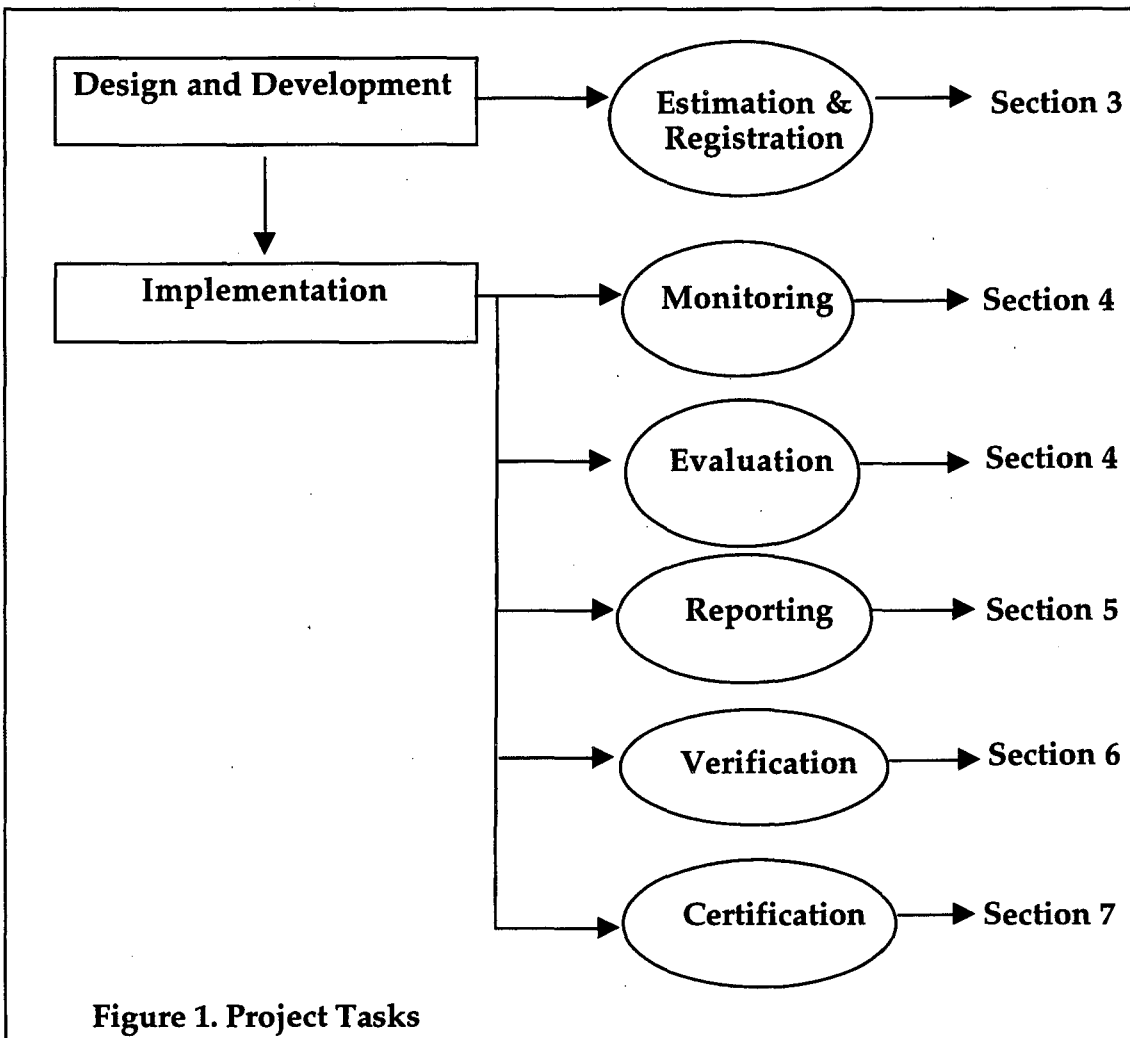 Design and Development
Estimation &
Registration
Section 3
Implementation
Monitoring
Section 4
Evaluation
Section 4
Reporting
Section 5
Verification
Section 6
Certification
Section 7
Figure 1. Project Tasks